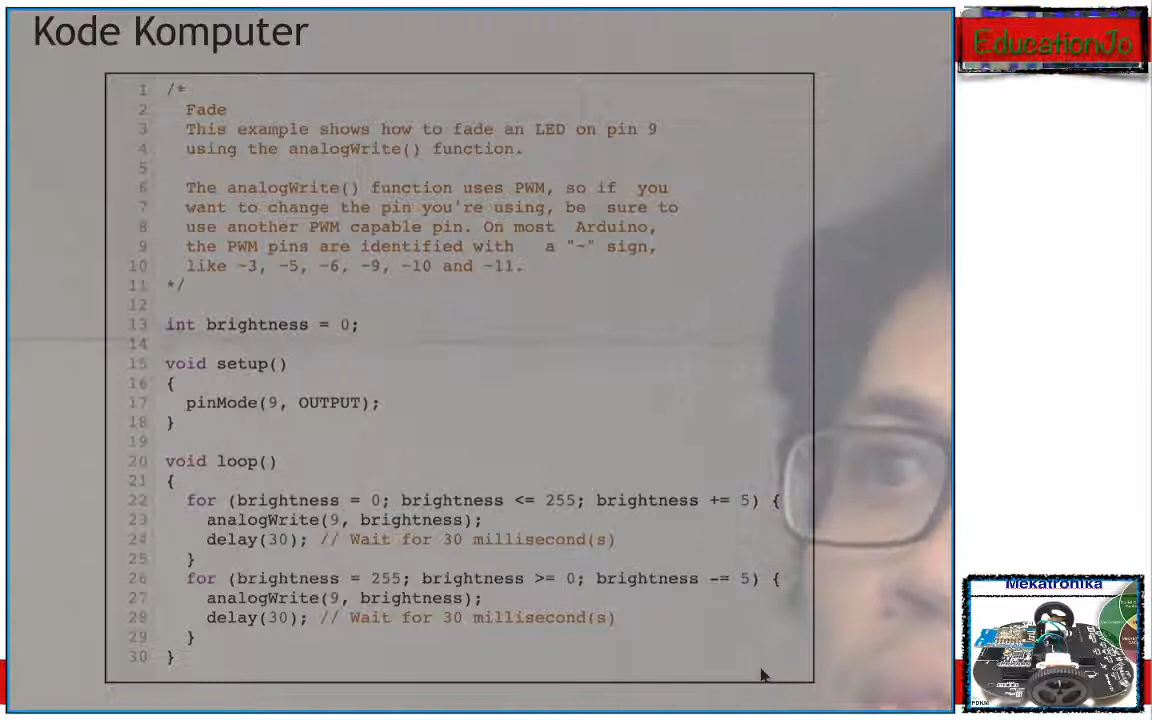 Kode Komputer
EducationJo
1 /*
2 Fade
3 This example shows how to fade an LED on pin 9
4 using the analogWrite() function.
5
6 The analogWrite() function uses PWM, so if you
7 want to change the pin you're using, be sure to
8 use another PWM capable pin. On most Arduino,
9 the PWM pins are identified with a "~" sign,
10 like ~3, ~5, ~6, ~9, ~10 and ~11.
11 */
12
13 int brightness = 0;
14
15 void setup()
16 {
17 pinMode(9, OUTPUT);
18 }
19
20 void loop()
21 {
22 for (brightness = 0; brightness <= 255; brightness += 5) {
23 analogWrite(9, brightness);
24 delay(30); // Wait for 30 millisecond(s)
25 }
26 for (brightness = 255; brightness >= 0; brightness -= 5) {
27 analogWrite(9, brightness);
28 delay(30); // Wait for 30 millisecond(s)
29 }
30 }
Mekatronika